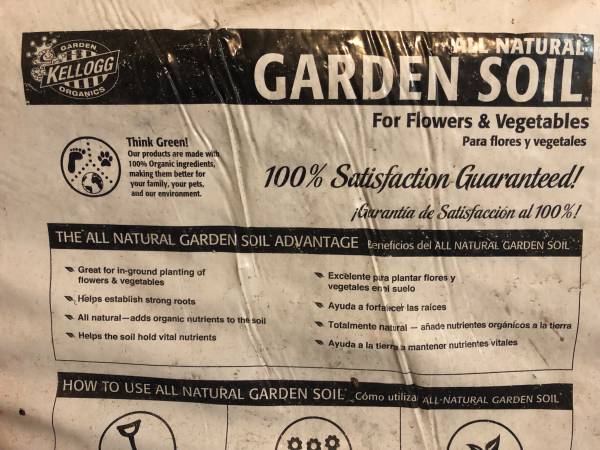 GARDEN
KELLOGG
ORGANICS
ALL NATURAL
GARDEN SOIL
For Flowers & Vegetables
Para flores y vegetales
Think Green!
Our products are made with
100% Organic ingredients,
making them better for
your family, your pets,
and our environment.
100% Satisfaction Guaranteed!
¡Garantía de Satisfacción al 100%!
THE ALL NATURAL GARDEN SOIL ADVANTAGE Beneficios del ALL NATURAL GARDEN SOIL
Great for in-ground planting of
flowers & vegetables
Helps establish strong roots
All natural—adds organic nutrients to the soil
Helps the soil hold vital nutrients
Excelente para plantar flores y
vegetales en el suelo
Ayuda a fortalecer las raíces
Totalmente natural — añade nutrientes orgánicos a la tierra
Ayuda a la tierra a mantener nutrientes vitales
HOW TO USE ALL NATURAL GARDEN SOIL Cómo utilizar ALL-NATURAL GARDEN SOIL